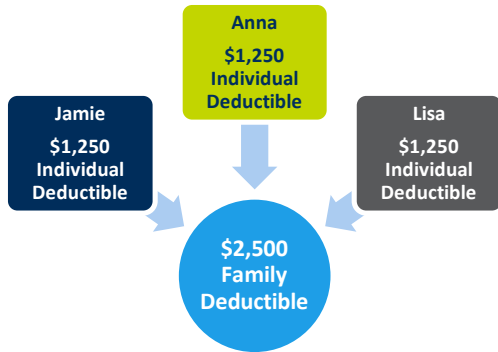 Anna
$1,250
Individual
Deductible
Jamie
$1,250
Individual
Deductible
Lisa
$1,250
Individual
Deductible
$2,500
Family
Deductible